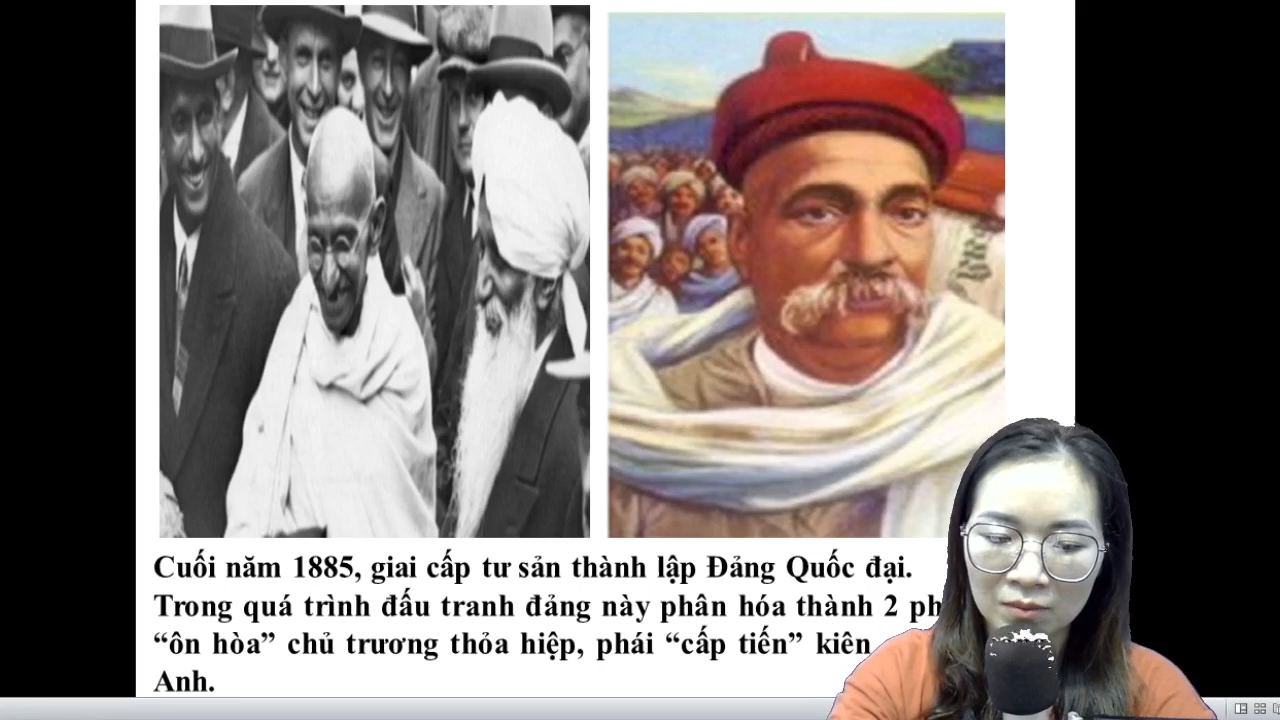 Cuối năm 1885, giai cấp tư sản thành lập Đảng Quốc đại.
Trong quá trình đấu tranh đảng này phân hóa thành 2 ph
“ôn hòa” chủ trương thỏa hiệp, phái “cấp tiến” kiên
Anh.